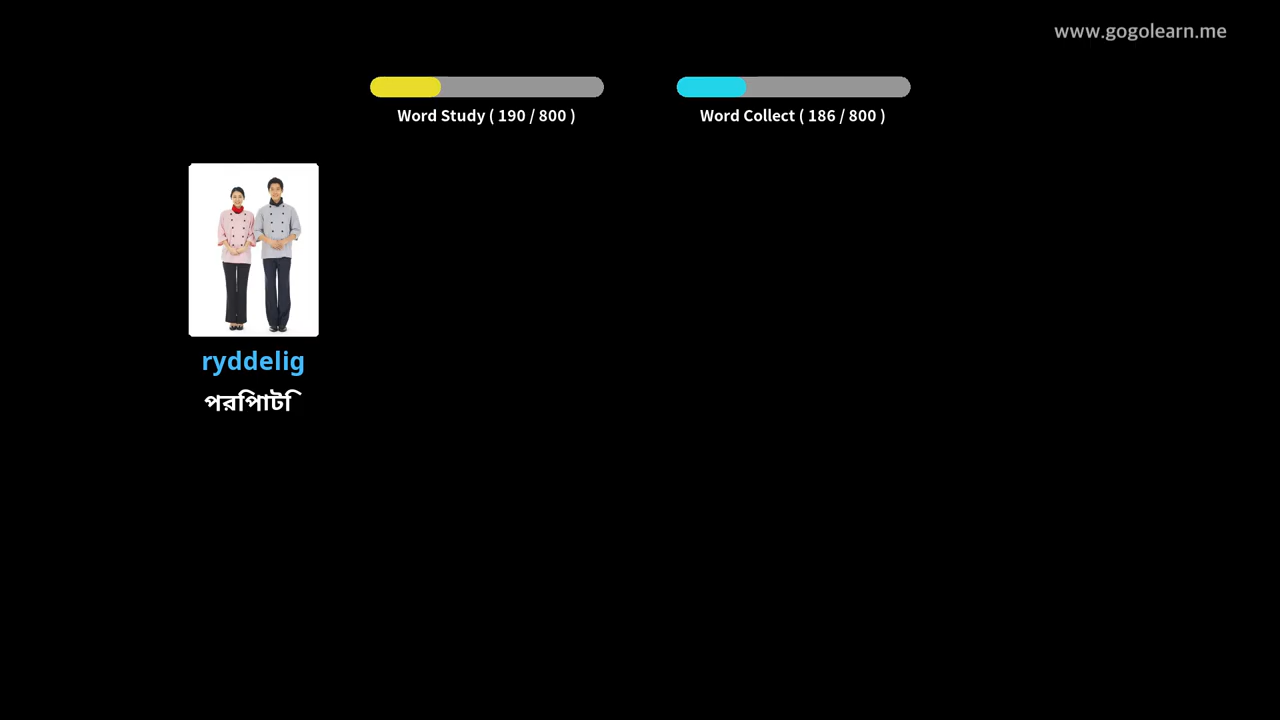 www.gogolearn.me
Word Study ( 190 / 800 )
Word Collect ( 186 / 800 )
ryddelig
পরিপাটি